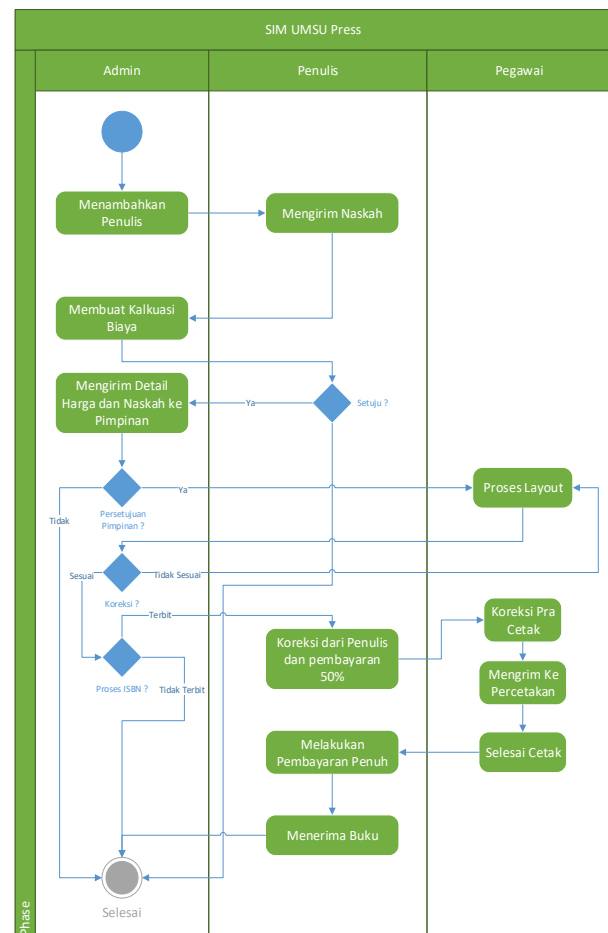 SIM UMSU Press
Admin
Penulis
Pegawai
Menambahkan
Penulis
Mengirim Naskah
Membuat Kalkuasi
Biaya
Mengirim Detail
Harga dan Naskah ke
Pimpinan
Ya
Setuju ?
Ya
Proses Layout
Persetujuan
Pimpinan ?
Tidak
Sesuai
Tidak Sesuai
Koreksi ?
Terbit
Koreksi dari Penulis
dan pembayaran
50%
Koreksi Pra
Cetak
Proses ISBN ?
Tidak Terbit
Mengrim Ke
Percetakan
Melakukan
Pembayaran Penuh
Selesai Cetak
Menerima Buku
Selesai
Phase